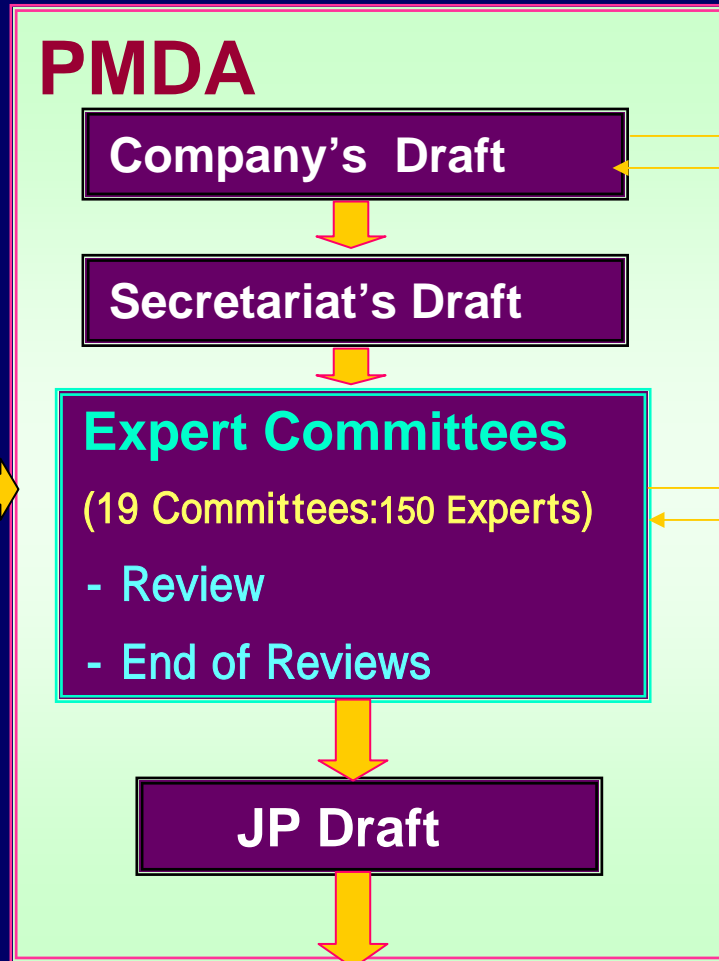 PMDA
Company’s Draft
Secretariat’s Draft
Expert Committees
(19 Committees:150 Experts)
- Review
- End of Reviews
JP Draft